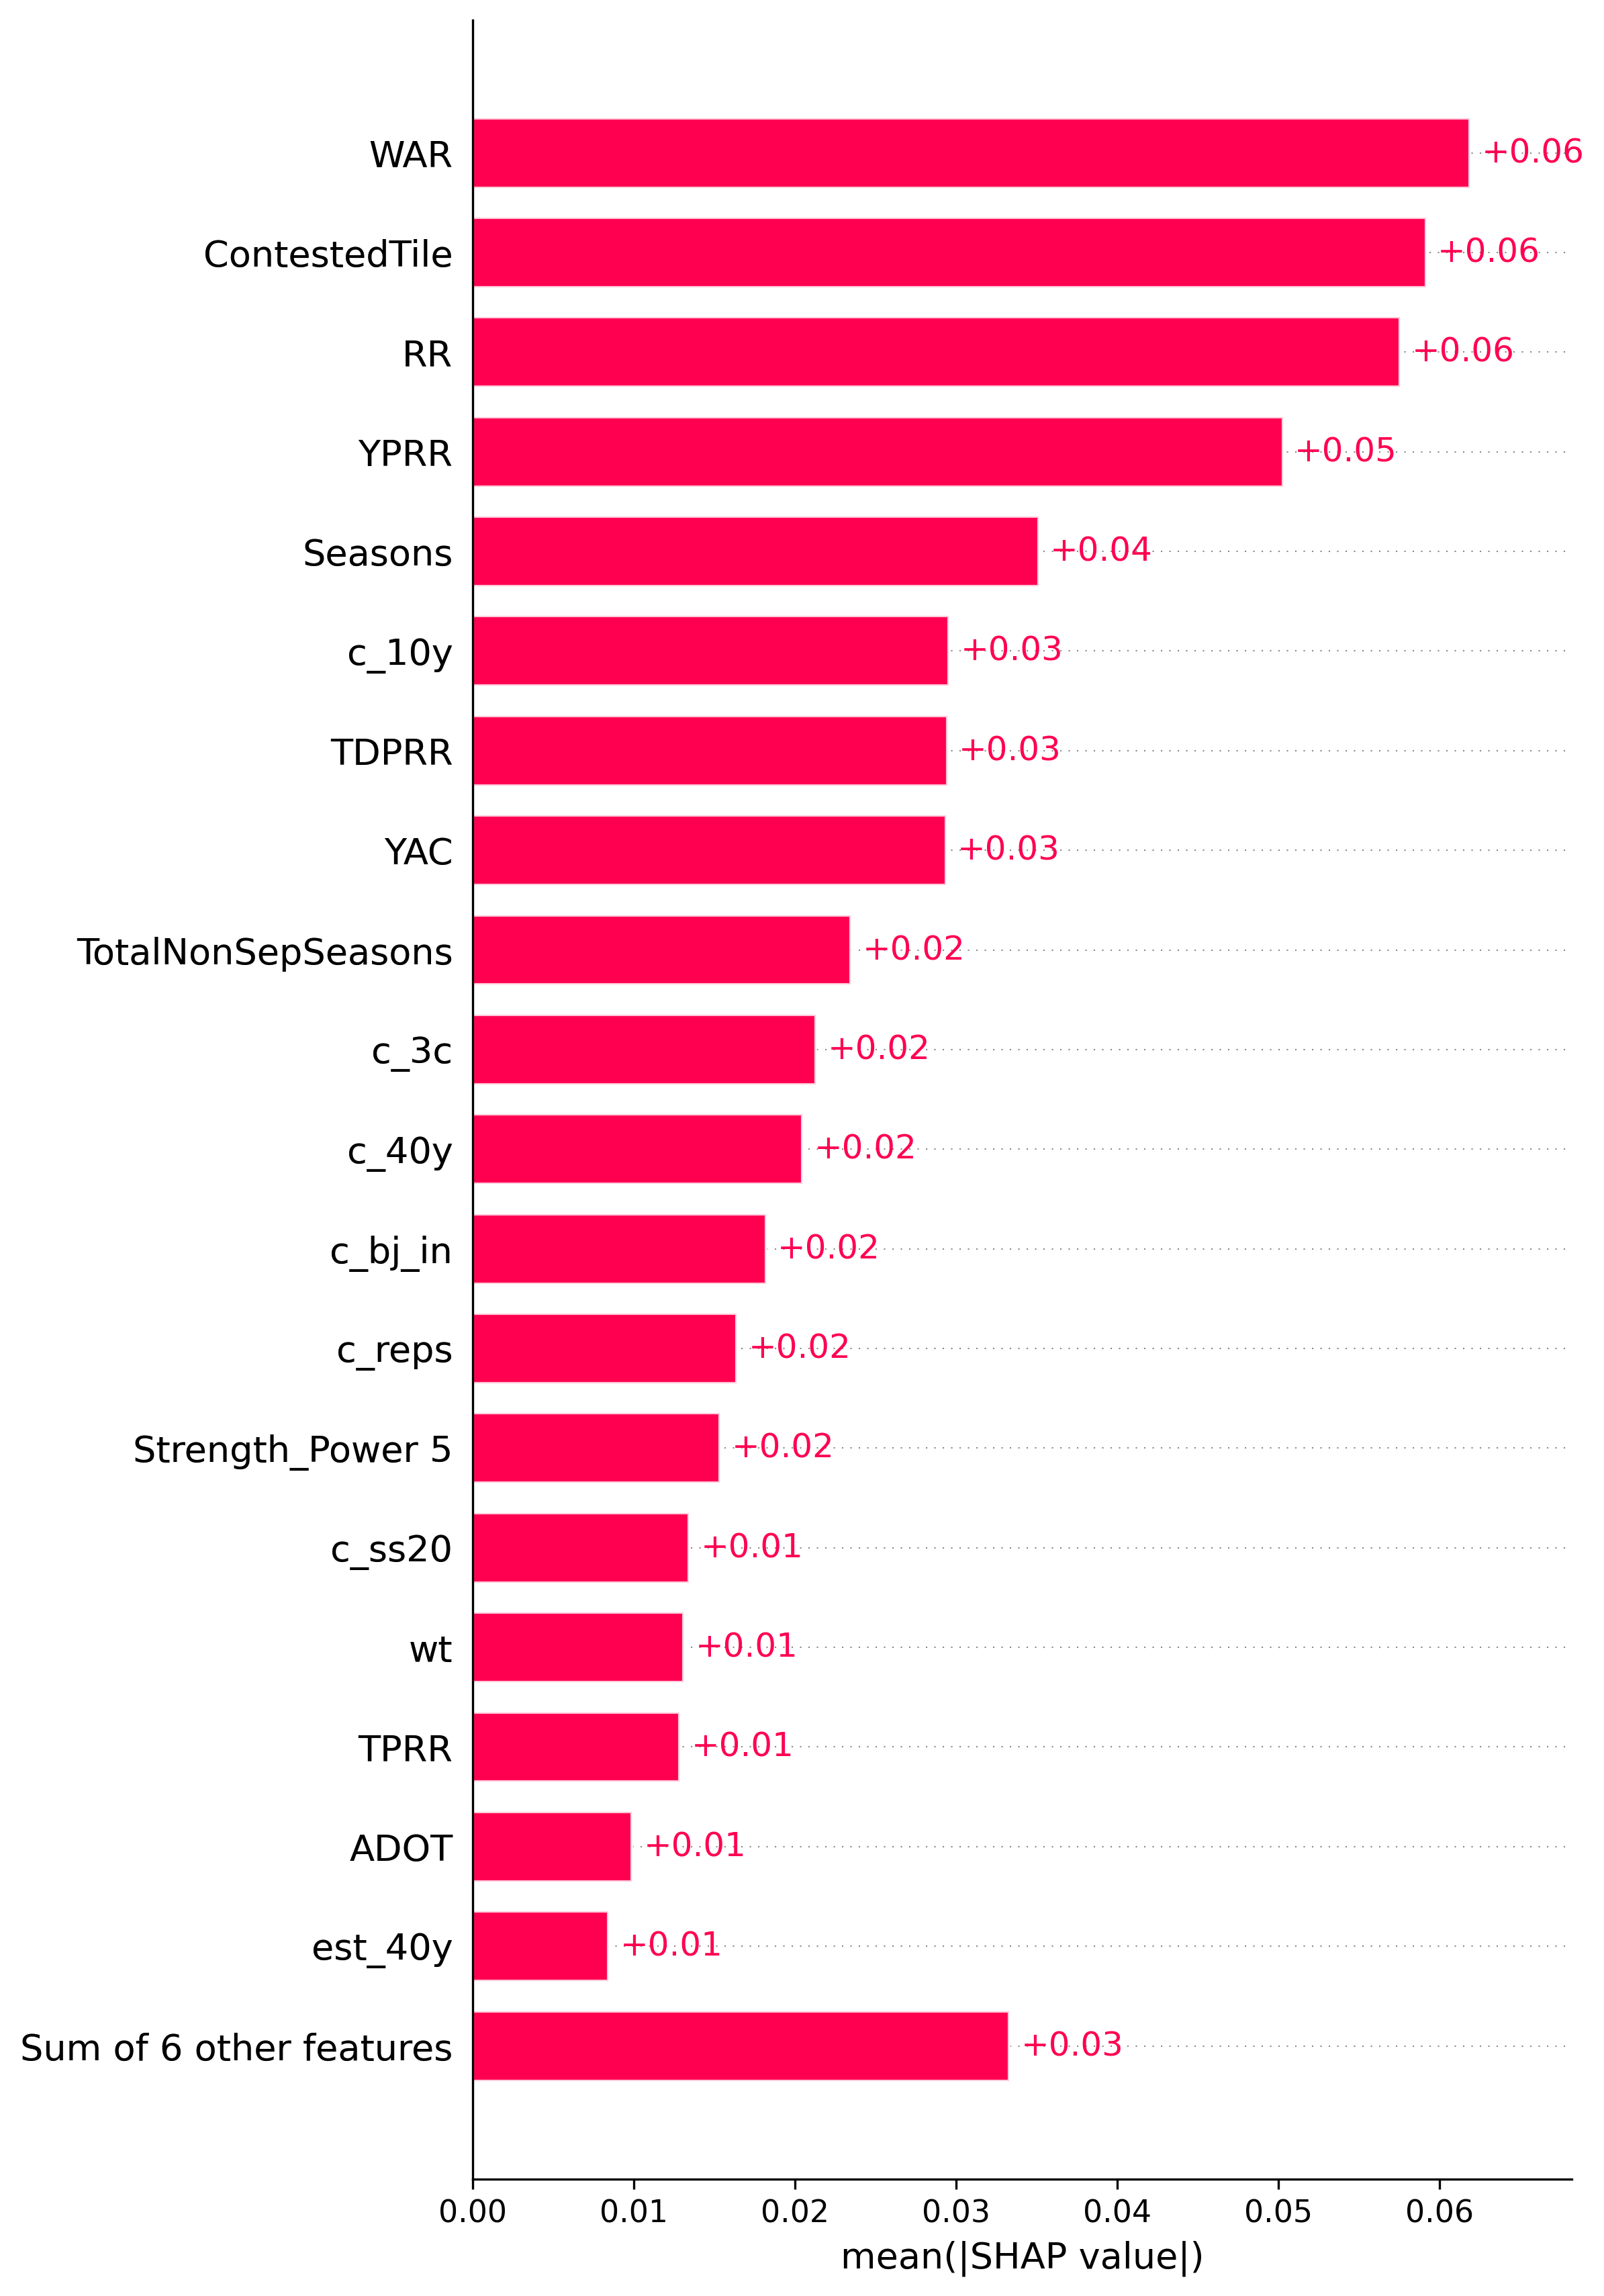 WAR +0.06
ContestedTile +0.06
RR +0.06
YPRR +0.05
Seasons +0.04
c_10y +0.03
TDPRR +0.03
YAC +0.03
TotalNonSepSeasons +0.02
c_3c +0.02
c_40y +0.02
c_bj_in +0.02
c_reps +0.02
Strength_Power 5 +0.02
c_ss20 +0.01
wt +0.01
TPRR +0.01
ADOT +0.01
est_40y +0.01
Sum of 6 other features +0.03
0.00 0.01 0.02 0.03 0.04 0.05 0.06
mean(|SHAP value|)